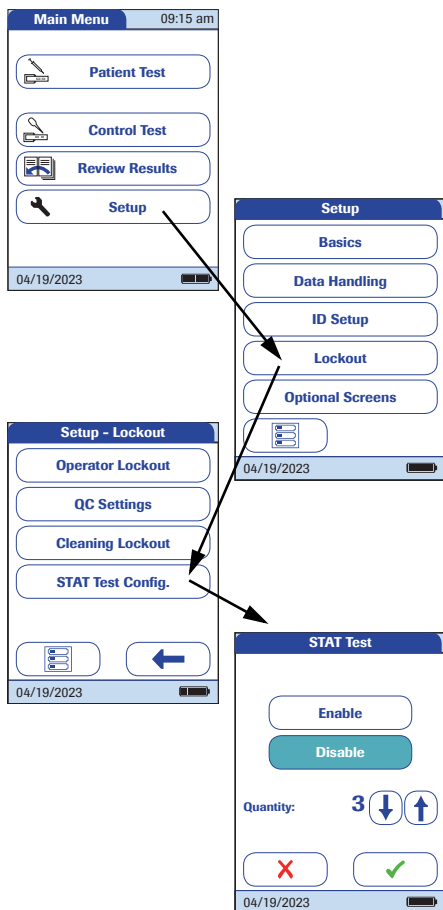 Main Menu 09:15 am
Patient Test
Control Test
Review Results
Setup
04/19/2023
Setup
Basics
Data Handling
ID Setup
Lockout
Optional Screens
04/19/2023
Setup - Lockout
Operator Lockout
QC Settings
Cleaning Lockout
STAT Test Config.
04/19/2023
STAT Test
Enable
Disable
Quantity: 3
04/19/2023